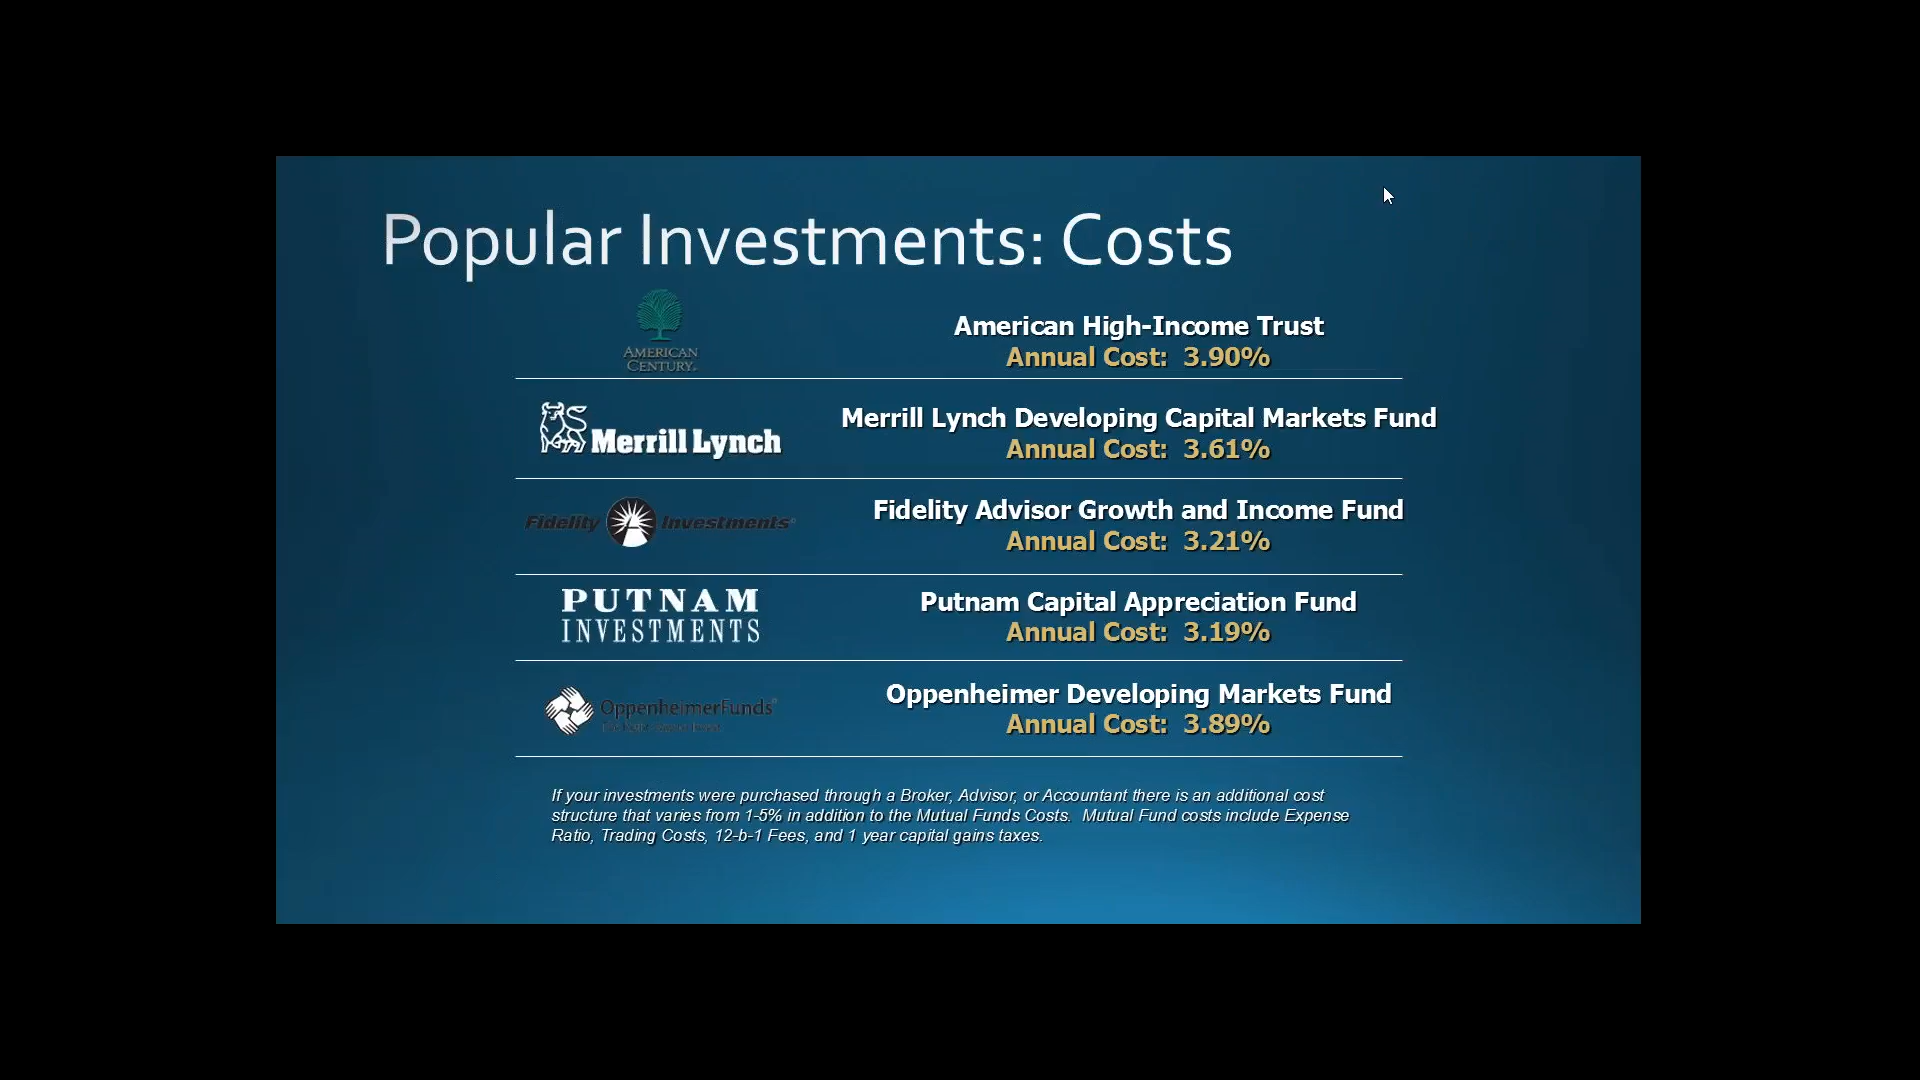 Popular Investments: Costs
AMERICAN
CENTURY
American High-Income Trust
Annual Cost: 3.90%
Merrill Lynch
Merrill Lynch Developing Capital Markets Fund
Annual Cost: 3.61%
Fidelity Investments®
Fidelity Advisor Growth and Income Fund
Annual Cost: 3.21%
PUTNAM
INVESTMENTS
Putnam Capital Appreciation Fund
Annual Cost: 3.19%
OppenheimerFunds®
Oppenheimer Developing Markets Fund
Annual Cost: 3.89%
If your investments were purchased through a Broker, Advisor, or Accountant there is an additional cost
structure that varies from 1-5% in addition to the Mutual Funds Costs. Mutual Fund costs include Expense
Ratio, Trading Costs, 12-b-1 Fees, and 1 year capital gains taxes.